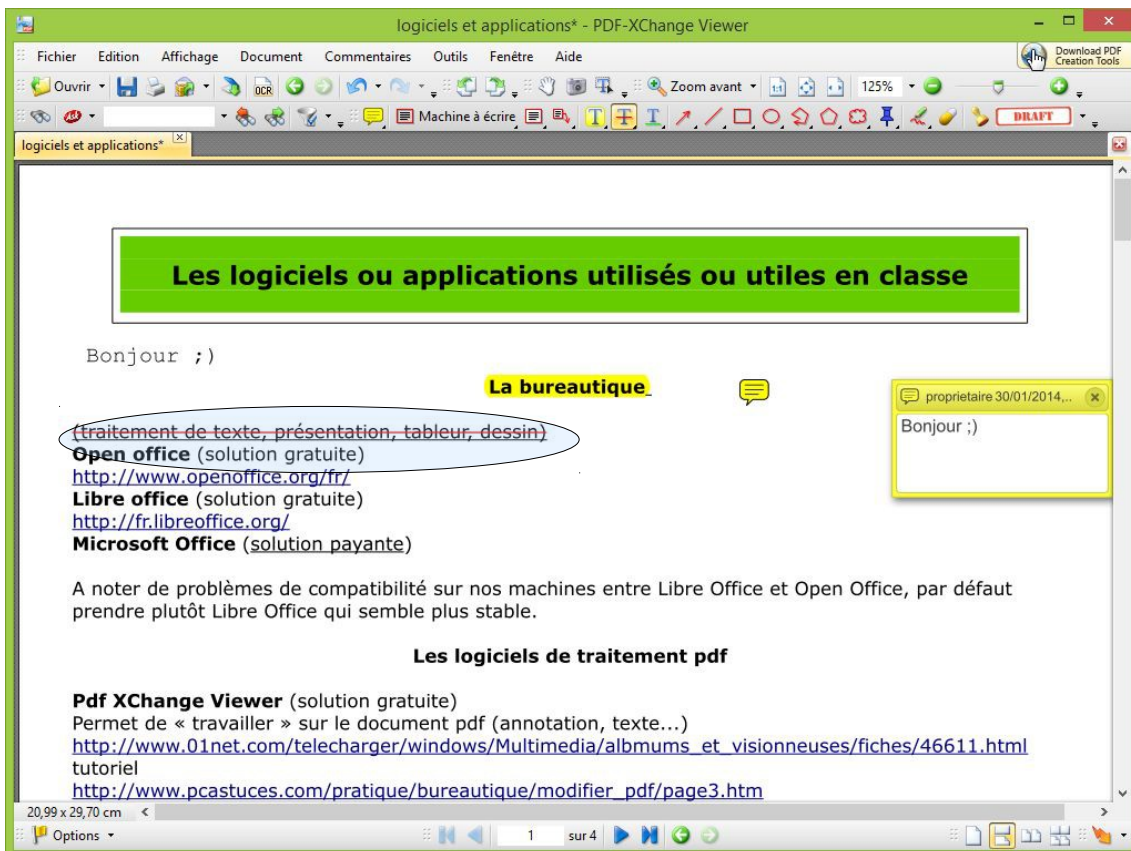 logiciels et applications* - PDF-XChange Viewer
Fichier Edition Affichage Document Commentaires Outils Fenêtre Aide
Download PDF
Creation Tools
Ouvrir OCR Zoom avant 1:1 125%
Machine à écrire T T T DRAFT
logiciels et applications*
Les logiciels ou applications utilisés ou utiles en classe
Bonjour ;)
La bureautique
proprietaire 30/01/2014,...
Bonjour ;)
(traitement de texte, présentation, tableur, dessin)
Open office (solution gratuite)
http://www.openoffice.org/fr/
Libre office (solution gratuite)
http://fr.libreoffice.org/
Microsoft Office (solution payante)
A noter de problèmes de compatibilité sur nos machines entre Libre Office et Open Office, par défaut
prendre plutôt Libre Office qui semble plus stable.
Les logiciels de traitement pdf
Pdf XChange Viewer (solution gratuite)
Permet de « travailler » sur le document pdf (annotation, texte...)
http://www.01net.com/telecharger/windows/Multimedia/albmums_et_visionneuses/fiches/46611.html
tutoriel
http://www.pcastuces.com/pratique/bureautique/modifier_pdf/page3.htm
20,99 x 29,70 cm
Options 1 sur 4